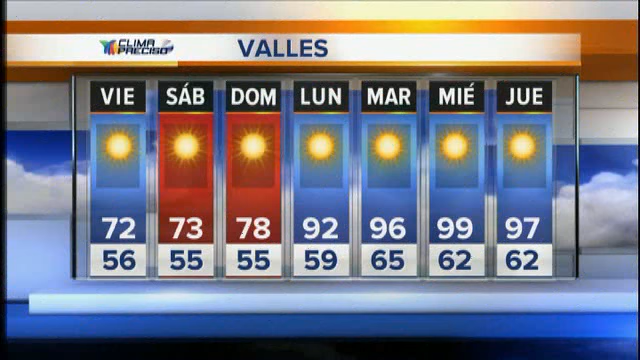 CLIMA PRECISO VALLES
VIE SÁB DOM LUN MAR MIÉ JUE
72 73 78 92 96 99 97
56 55 55 59 65 62 62